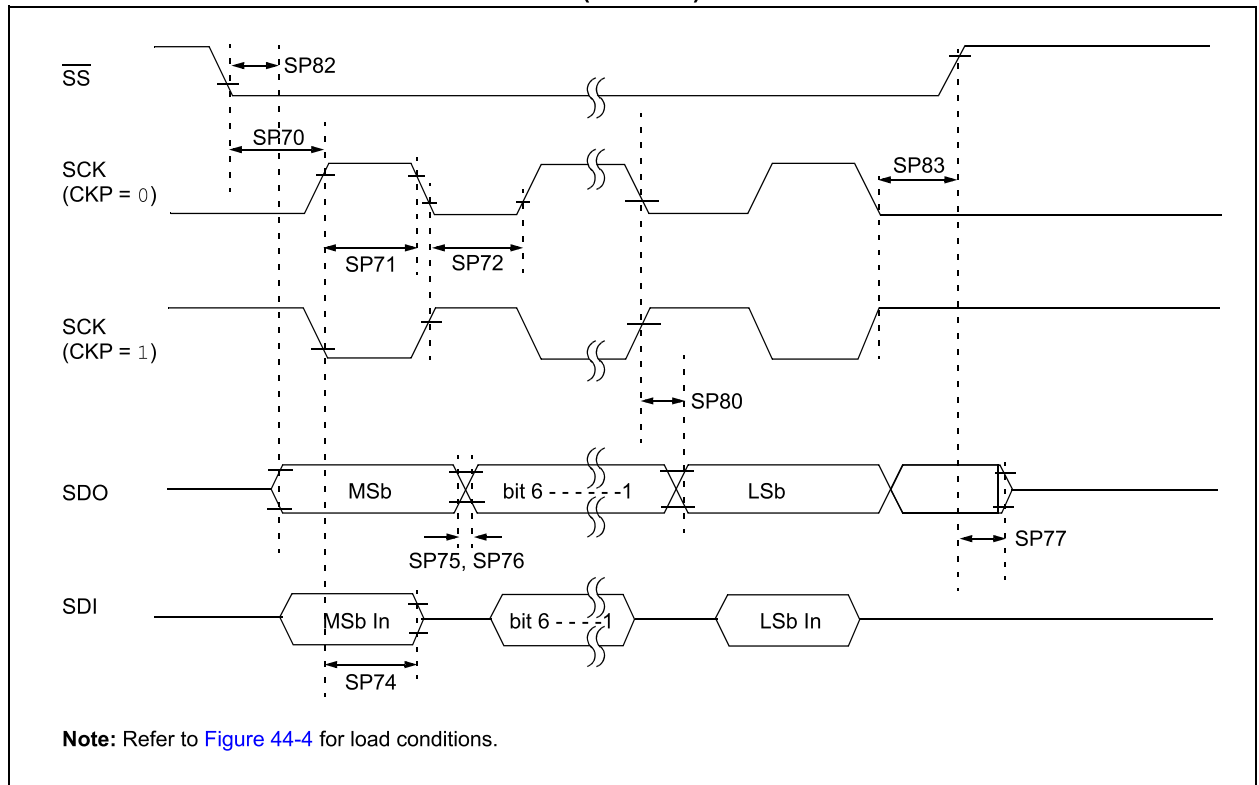 SS
SP82
SP70
SCK
(CKP = 0)
SP83
SP71
SP72
SCK
(CKP = 1)
SP80
SDO
MSb
bit 6 - - - - - -1
LSb
SP75, SP76
SP77
SDI
MSb In
bit 6 - - - -1
LSb In
SP74
Note: Refer to Figure 44-4 for load conditions.